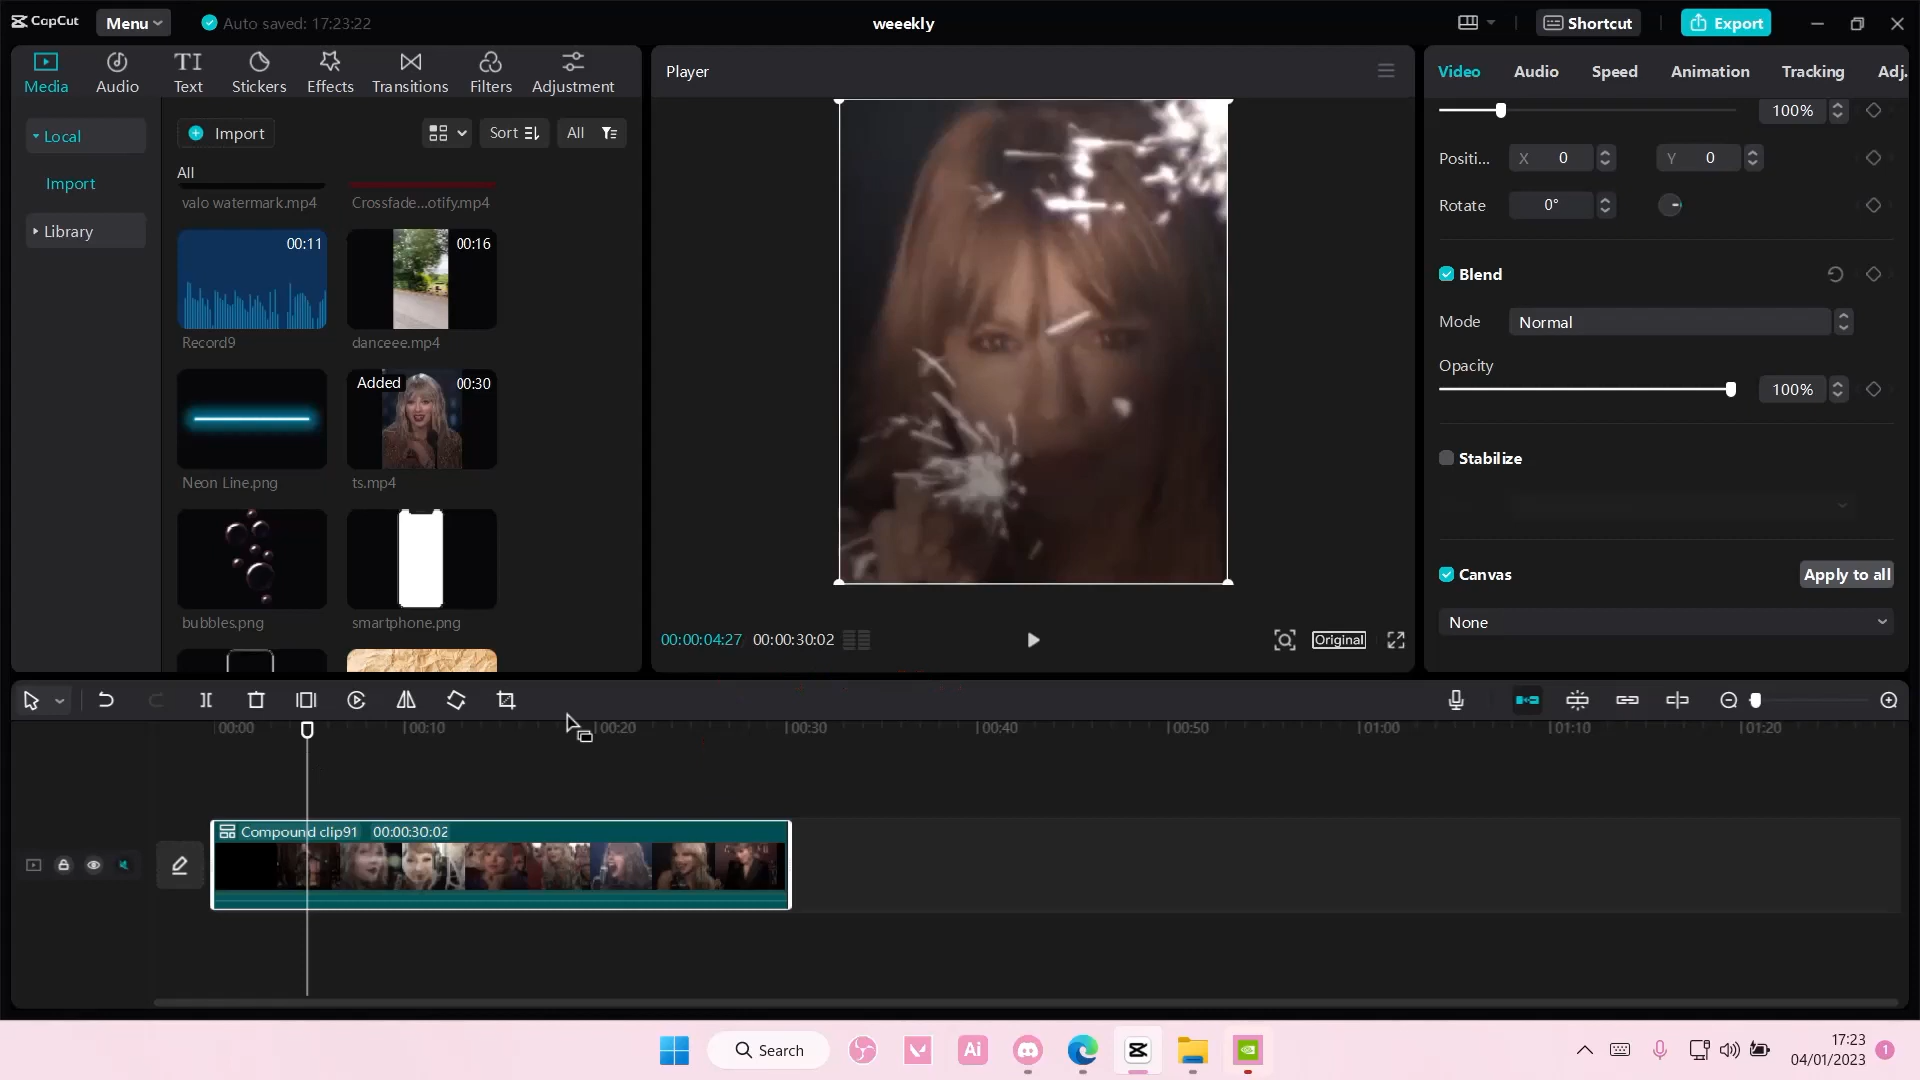 CapCut
Menu
Auto saved: 17:23:22
weeekly
Shortcut
Export
Media
Audio
Text
Stickers
Effects
Transitions
Filters
Adjustment
Local
Import
Library
Import
Sort
All
All
valo watermark.mp4
Crossfade...otify.mp4
00:11
Record9
00:16
danceee.mp4
Neon Line.png
Added
00:30
ts.mp4
bubbles.png
smartphone.png
Player
00:00:04:27
00:00:30:02
Original
Video
Audio
Speed
Animation
Tracking
Adj.
100%
Positi...
X 0
Y 0
Rotate
0°
Blend
Mode
Normal
Opacity
100%
Stabilize
Canvas
Apply to all
None
00:00
00:10
00:20
00:30
00:40
00:50
01:00
01:10
01:20
Compound clip91
00:00:30:02
Search
Ai
17:23
04/01/2023
1